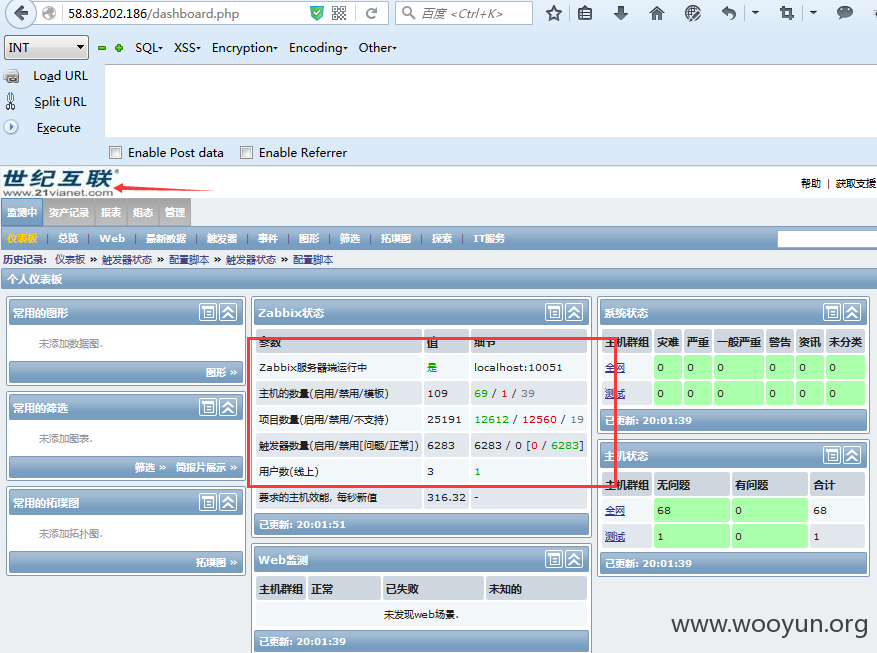 58.83.202.186/dashboard.php
百度 <Ctrl+K>
INT SQL- XSS- Encryption- Encoding- Other-
Load URL
Split URL
Execute
Enable Post data Enable Referrer
世纪互联
www.21vianet.com
帮助 | 获取支援
监测中 资产记录 报表 组态 管理
仪表板 | 总览 | Web | 最新数据 | 触发器 | 事件 | 图形 | 筛选 | 拓墣图 | 探索 | IT服务
历史记录: 仪表板 » 触发器状态 » 配置脚本 » 触发器状态 » 配置脚本
个人仪表板
常用的图形
未添加数据图.
图形 »
常用的筛选
未添加图表.
筛选 » 简报片展示 »
常用的拓墣图
未添加拓扑图.
拓墣图 »
Zabbix状态
参数 值 细节
Zabbix服务器端运行中 是 localhost:10051
主机的数量(启用/禁用/模板) 109 69 / 1 / 39
项目数量(启用/禁用/不支持) 25191 12612 / 12560 / 19
触发器数量(启用/禁用[问题/正常]) 6283 6283 / 0 [0 / 6283]
用户数(线上) 3 1
要求的主机效能, 每秒新值 316.32 -
已更新: 20:01:51
Web监测
主机群组 正常 已失败 未知的
未发现web场景.
已更新: 20:01:39
系统状态
主机群组 灾难 严重 一般严重 警告 资讯 未分类
全网 0 0 0 0 0 0
测试 0 0 0 0 0 0
已更新: 20:01:39
主机状态
主机群组 无问题 有问题 合计
全网 68 0 68
测试 1 0 1
已更新: 20:01:39
www.wooyun.org